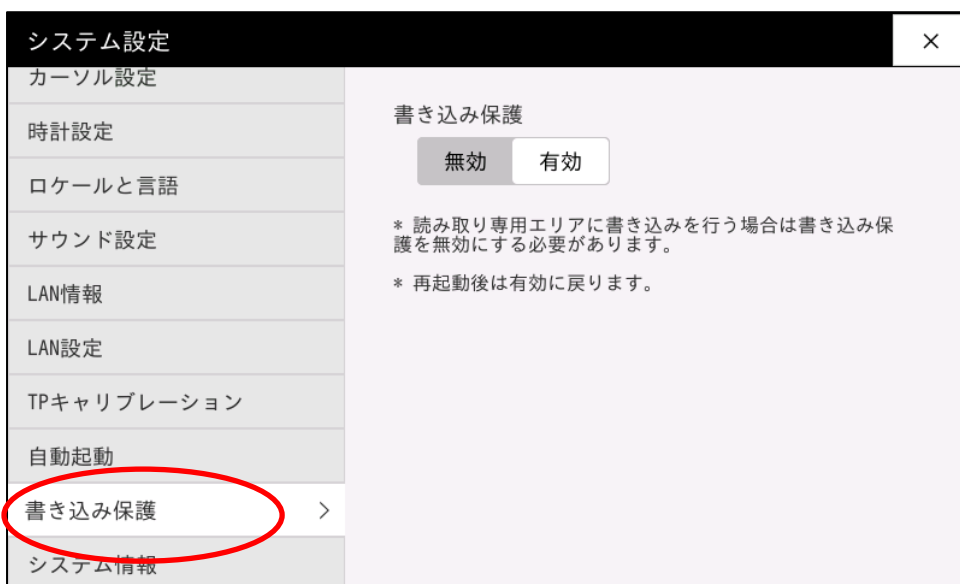 システム設定
×
カーソル設定
時計設定
ロケールと言語
サウンド設定
LAN情報
LAN設定
TPキャリブレーション
自動起動
書き込み保護 >
システム情報
書き込み保護
無効 有効
* 読み取り専用エリアに書き込みを行う場合は書き込み保
護を無効にする必要があります。
* 再起動後は有効に戻ります。